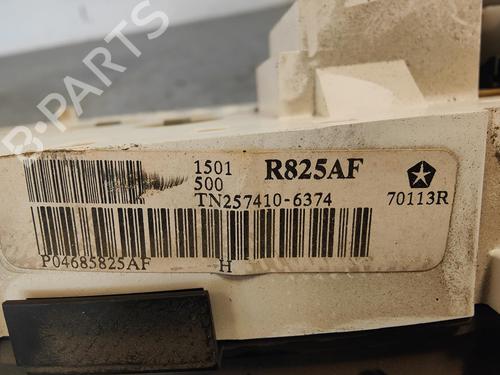 B-PARTS
1501 R825AF
500
TN257410-6374 70113R
P04685825AF H